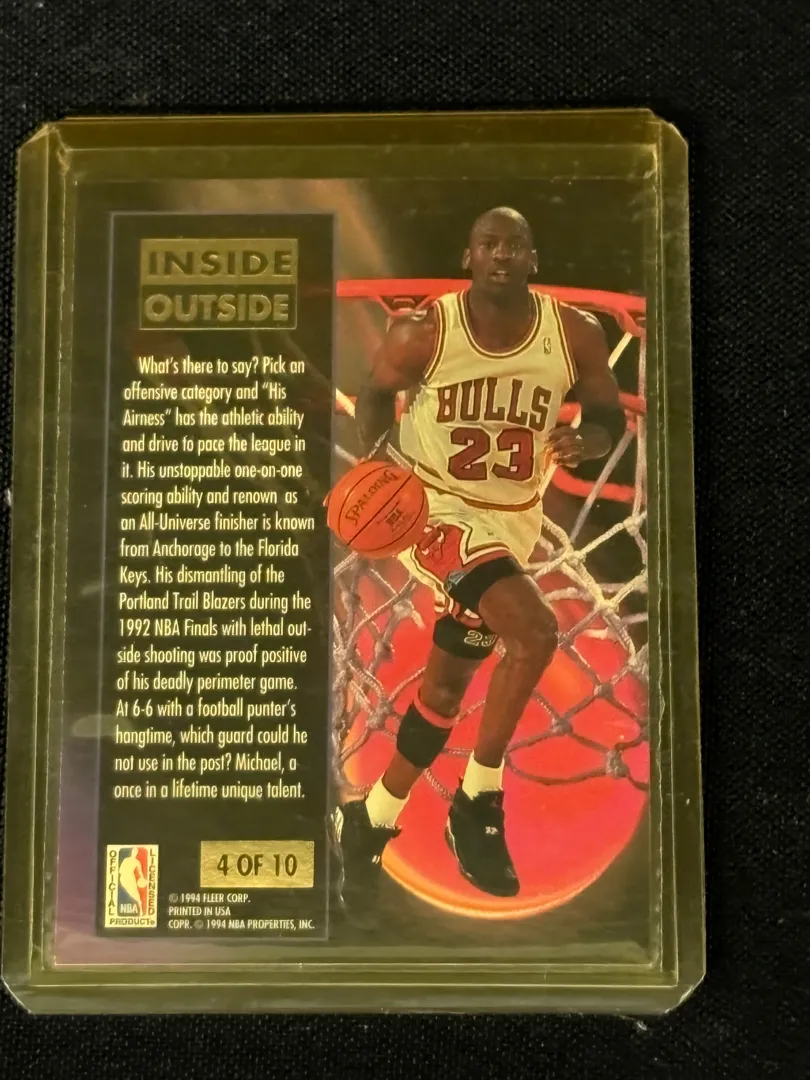 INSIDE
OUTSIDE
What's there to say? Pick an
offensive category and "His
Airness" has the athletic ability
and drive to pace the league in
it. His unstoppable one-on-one
scoring ability and renown as
an All-Universe finisher is known
from Anchorage to the Florida
Keys. His dismantling of the
Portland Trail Blazers during the
1992 NBA Finals with lethal out-
side shooting was proof positive
of his deadly perimeter game.
At 6-6 with a football punter's
hangtime, which guard could he
not use in the post? Michael, a
once in a lifetime unique talent.
OFFICIAL
LICENSED
NBA
PRODUCT
4 OF 10
© 1994 FLEER CORP.
PRINTED IN USA
COPR. © 1994 NBA PROPERTIES, INC.
BULLS
23
SPALDING
23